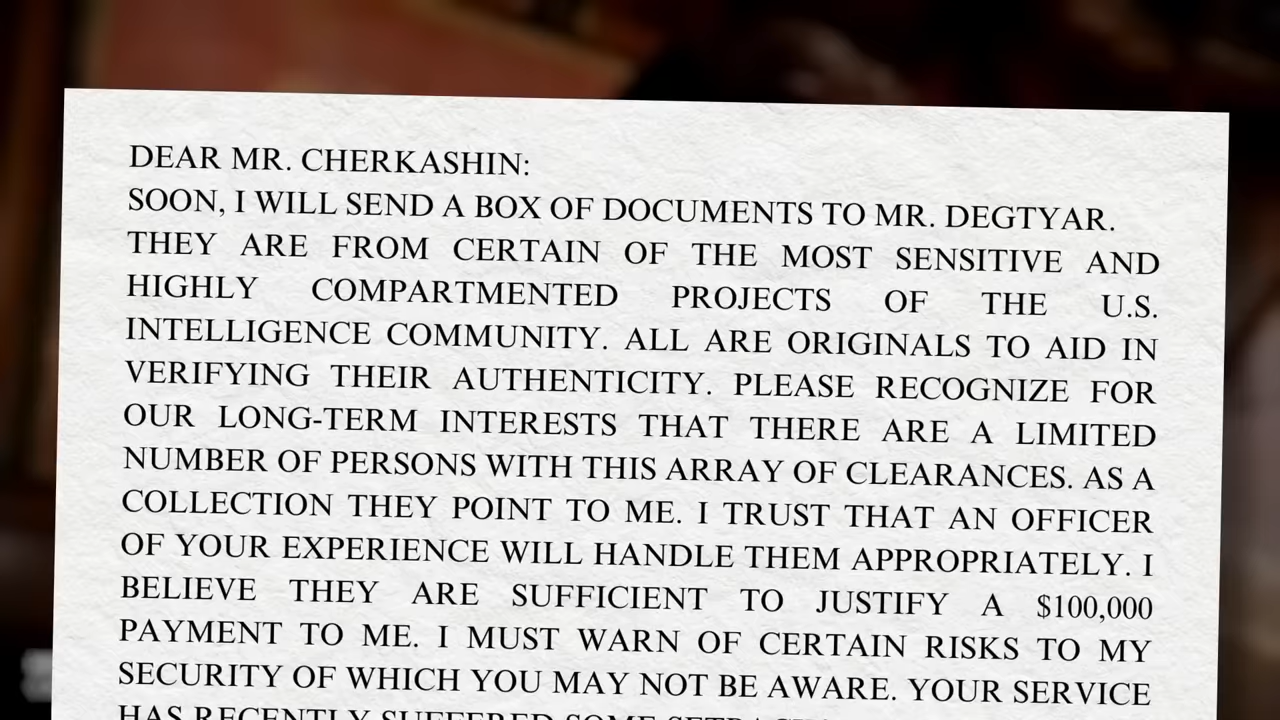 DEAR MR. CHERKASHIN:
SOON, I WILL SEND A BOX OF DOCUMENTS TO MR. DEGTYAR.
THEY ARE FROM CERTAIN OF THE MOST SENSITIVE AND
HIGHLY COMPARTMENTED PROJECTS OF THE U.S.
INTELLIGENCE COMMUNITY. ALL ARE ORIGINALS TO AID IN
VERIFYING THEIR AUTHENTICITY. PLEASE RECOGNIZE FOR
OUR LONG-TERM INTERESTS THAT THERE ARE A LIMITED
NUMBER OF PERSONS WITH THIS ARRAY OF CLEARANCES. AS A
COLLECTION THEY POINT TO ME. I TRUST THAT AN OFFICER
OF YOUR EXPERIENCE WILL HANDLE THEM APPROPRIATELY. I
BELIEVE THEY ARE SUFFICIENT TO JUSTIFY A $100,000
PAYMENT TO ME. I MUST WARN OF CERTAIN RISKS TO MY
SECURITY OF WHICH YOU MAY NOT BE AWARE. YOUR SERVICE
HAS RECENTLY SUFFERED SOME